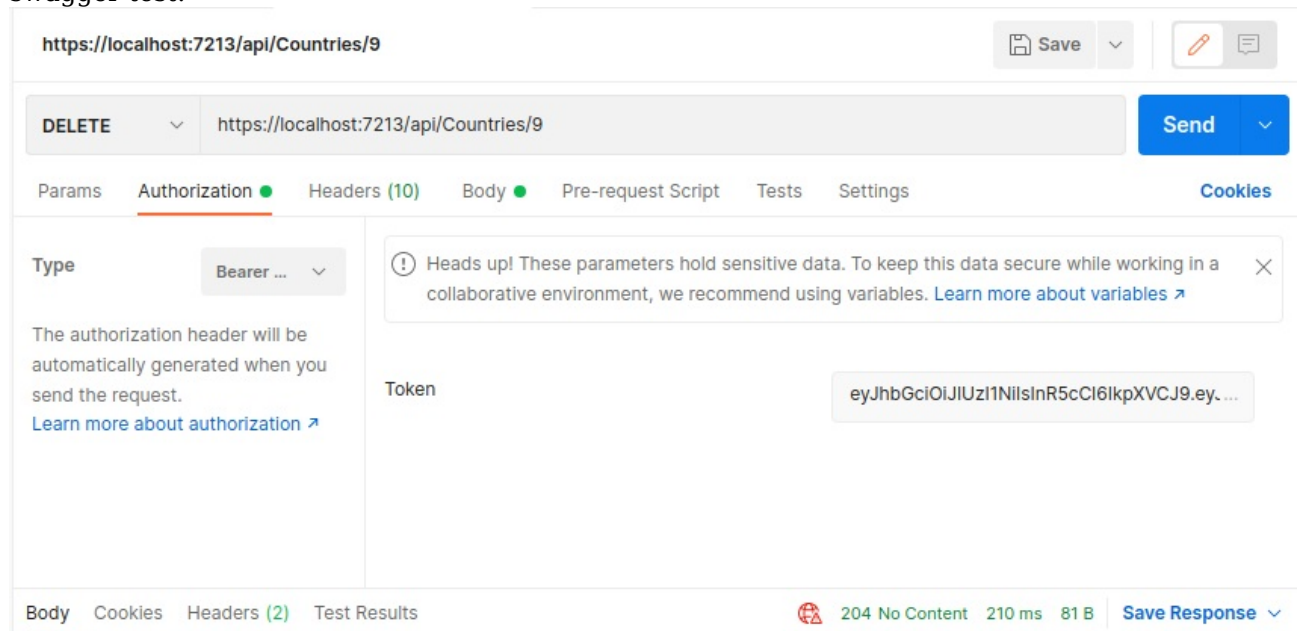 Swagger test.
https://localhost:7213/api/Countries/9
Save
DELETE https://localhost:7213/api/Countries/9 Send
Params Authorization Headers (10) Body Pre-request Script Tests Settings Cookies
Type Bearer ...
The authorization header will be
automatically generated when you
send the request.
Learn more about authorization ↗
Heads up! These parameters hold sensitive data. To keep this data secure while working in a
collaborative environment, we recommend using variables. Learn more about variables ↗
Token eyJhbGciOiJIUzI1NiIsInR5cCI6IkpXVCJ9.ey. ...
Body Cookies Headers (2) Test Results 204 No Content 210 ms 81 B Save Response